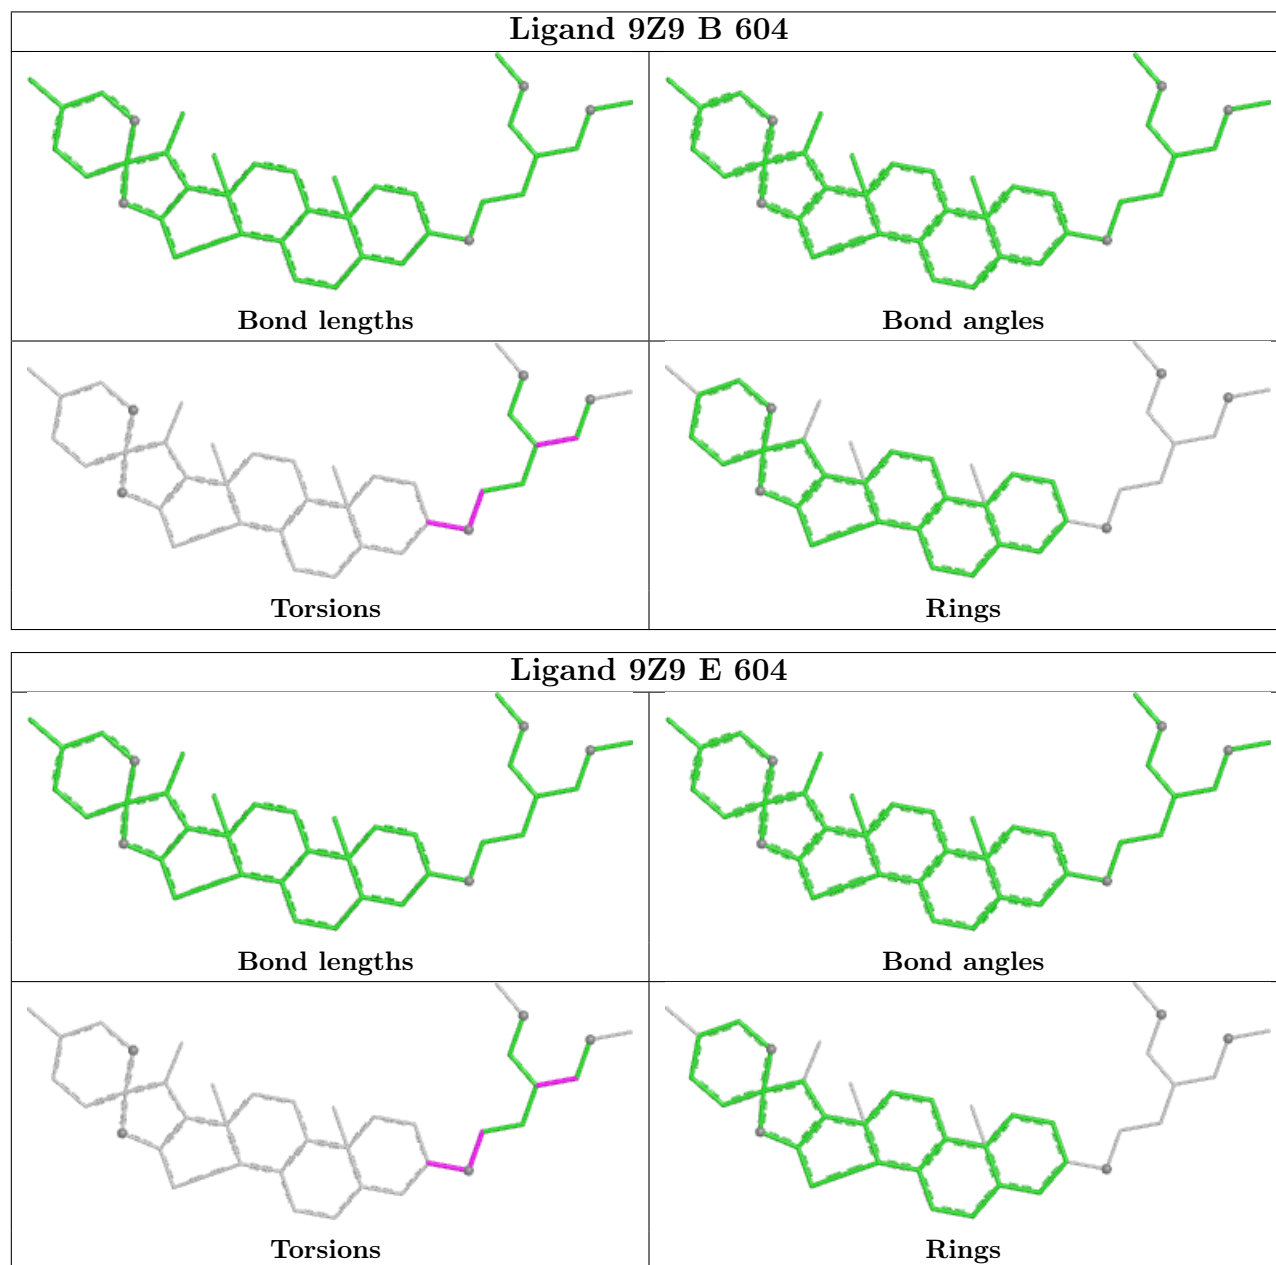 Ligand 9Z9 B 604
Bond lengths
Bond angles
Torsions
Rings
Ligand 9Z9 E 604
Bond lengths
Bond angles
Torsions
Rings